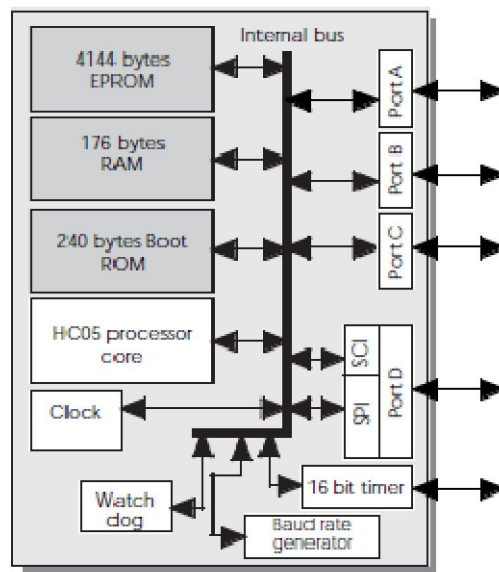 Internal bus
4144 bytes
EPROM
Port A
176 bytes
RAM
Port B
240 bytes Boot
ROM
Port C
HC05 processor
core
SCI
SPI
Port D
Clock
16 bit timer
Watch
dog
Baud rate
generator